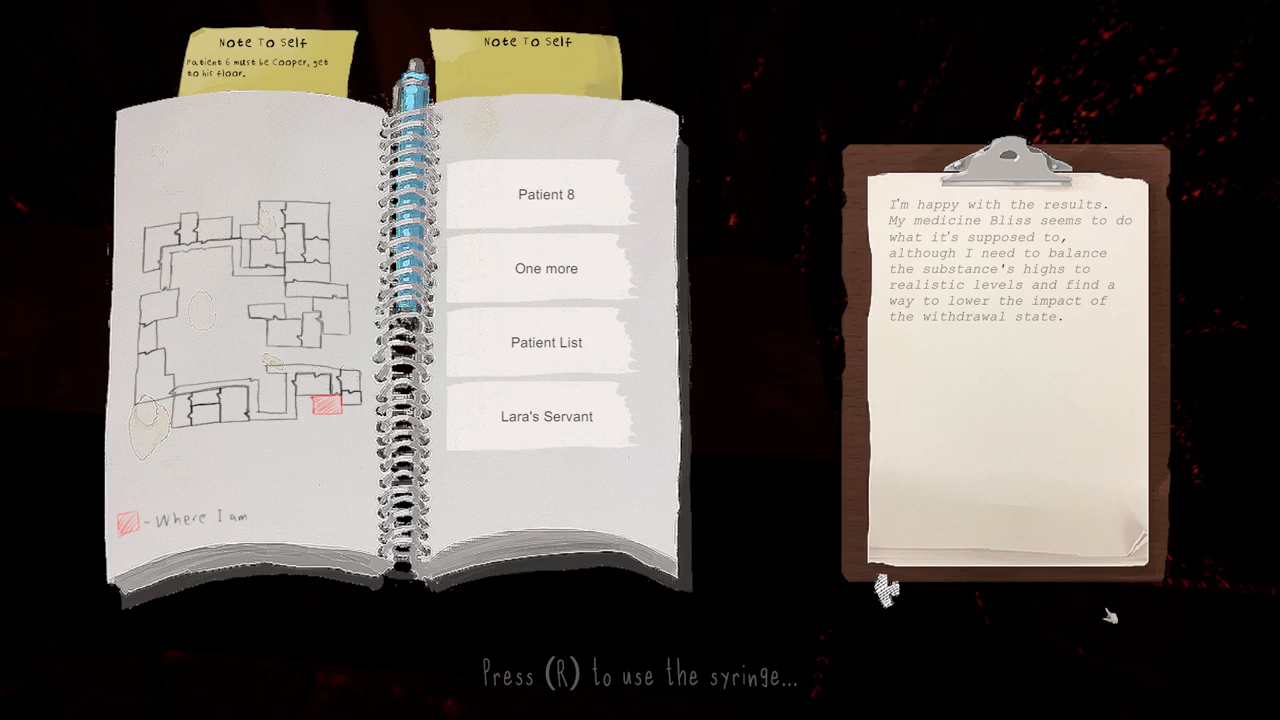 Note To Self
Patient 6 must be Cooper, get
to his floor.
Note To Self
Patient 8
One more
Patient List
Lara's Servant
- Where I am
I'm happy with the results.
My medicine Bliss seems to do
what it's supposed to,
although I need to balance
the substance's highs to
realistic levels and find a
way to lower the impact of
the withdrawal state.
Press (R) to use the syringe...